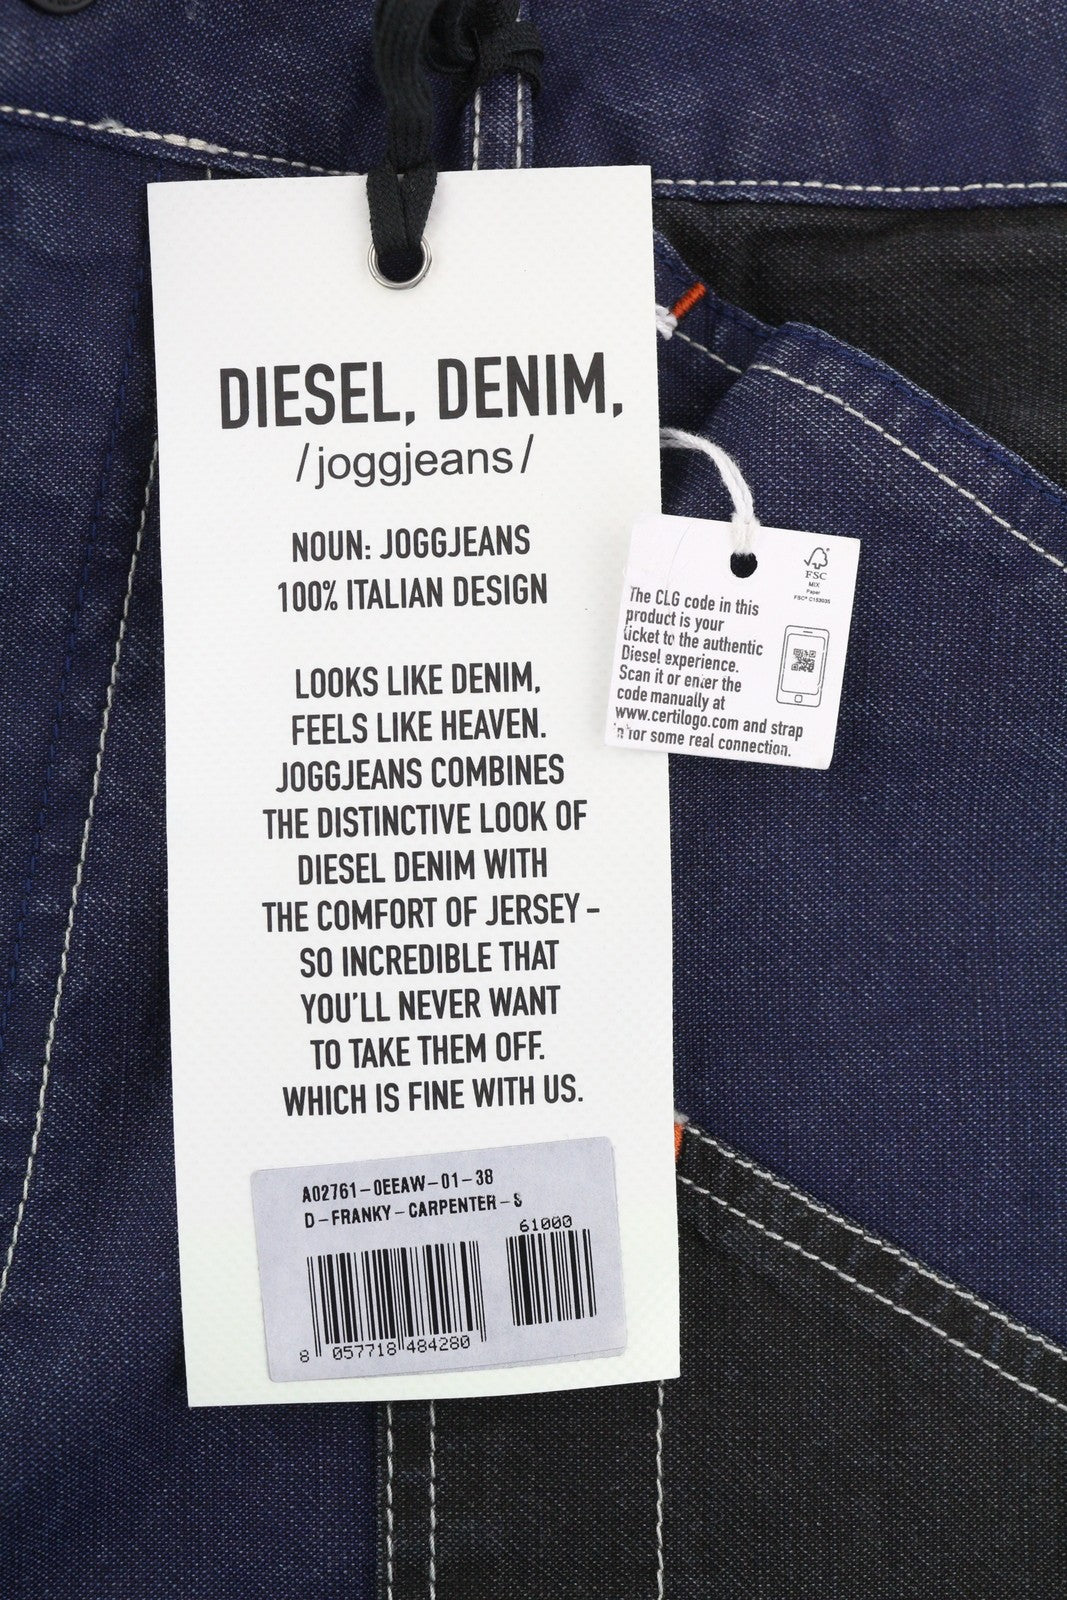 DIESEL, DENIM,
/joggjeans/
NOUN: JOGGJEANS
100% ITALIAN DESIGN
LOOKS LIKE DENIM,
FEELS LIKE HEAVEN.
JOGGJEANS COMBINES
THE DISTINCTIVE LOOK OF
DIESEL DENIM WITH
THE COMFORT OF JERSEY –
SO INCREDIBLE THAT
YOU'LL NEVER WANT
TO TAKE THEM OFF.
WHICH IS FINE WITH US.
A02761-0EEAW-01-38
D-FRANKY-CARPENTER-S
61000
8 057718 484280
FSC
MIX
Paper
FSC® C153035
The CLG code in this
product is your
ticket to the authentic
Diesel experience.
Scan it or enter the
code manually at
www.certilogo.com and strap
in for some real connection.